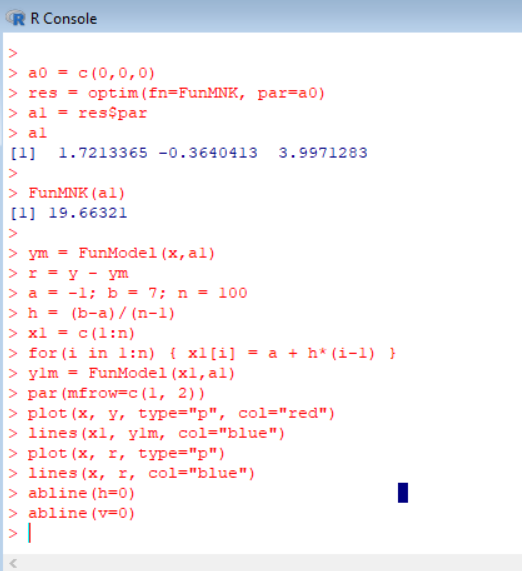 R Console
>
> a0 = c(0,0,0)
> res = optim(fn=FunMNK, par=a0)
> a1 = res$par
> a1
[1]  1.7213365 -0.3640413  3.9971283
>
> FunMNK(a1)
[1] 19.66321
>
> ym = FunModel(x,a1)
> r = y - ym
> a = -1; b = 7; n = 100
> h = (b-a)/(n-1)
> x1 = c(1:n)
> for(i in 1:n) { x1[i] = a + h*(i-1) }
> y1m = FunModel(x1,a1)
> par(mfrow=c(1, 2))
> plot(x, y, type="p", col="red")
> lines(x1, y1m, col="blue")
> plot(x, r, type="p")
> lines(x, r, col="blue")
> abline(h=0)
> abline(v=0)
>